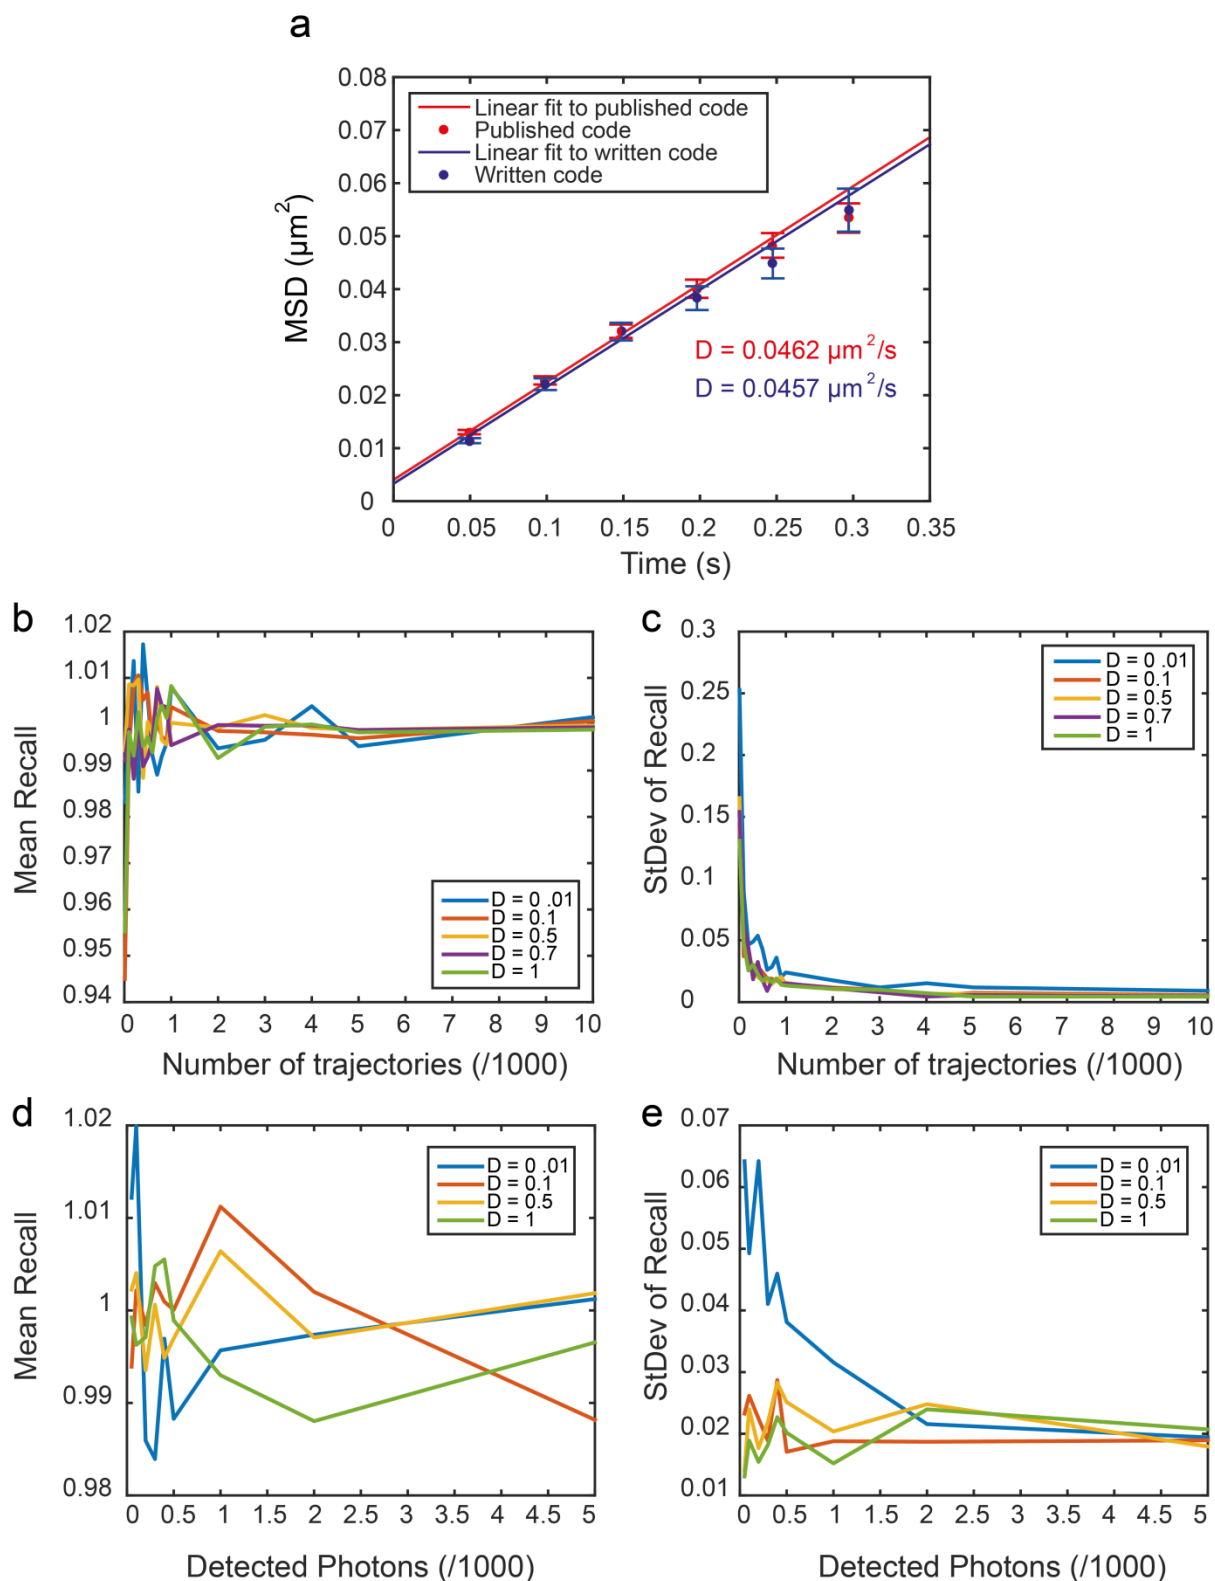 a
0.08
0.07
0.06
0.05
0.04
0.03
0.02
0.01
0
MSD (µm²)
Linear fit to published code
Published code
Linear fit to written code
Written code
D = 0.0462 µm²/s
D = 0.0457 µm²/s
0 0.05 0.1 0.15 0.2 0.25 0.3 0.35
Time (s)
b
1.02
1.01
1
0.99
0.98
0.97
0.96
0.95
0.94
Mean Recall
D = 0 .01
D = 0.1
D = 0.5
D = 0.7
D = 1
0 1 2 3 4 5 6 7 8 9 10
Number of trajectories (/1000)
c
0.3
0.25
0.2
0.15
0.1
0.05
0
StDev of Recall
D = 0 .01
D = 0.1
D = 0.5
D = 0.7
D = 1
0 1 2 3 4 5 6 7 8 9 10
Number of trajectories (/1000)
d
1.02
1.01
1
0.99
0.98
Mean Recall
D = 0 .01
D = 0.1
D = 0.5
D = 1
0 0.5 1 1.5 2 2.5 3 3.5 4 4.5 5
Detected Photons (/1000)
e
0.07
0.06
0.05
0.04
0.03
0.02
0.01
StDev of Recall
D = 0 .01
D = 0.1
D = 0.5
D = 1
0 0.5 1 1.5 2 2.5 3 3.5 4 4.5 5
Detected Photons (/1000)